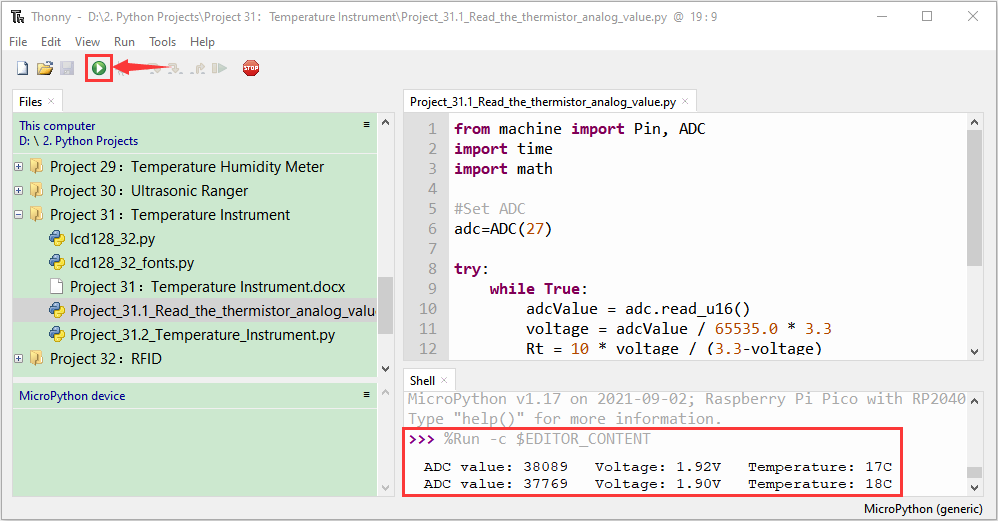 Thonny - D:\2. Python Projects\Project 31：Temperature Instrument\Project_31.1_Read_the_thermistor_analog_value.py @ 19 : 9
File Edit View Run Tools Help
STOP
Files ×
This computer
D: \ 2. Python Projects
Project 29：Temperature Humidity Meter
Project 30：Ultrasonic Ranger
Project 31：Temperature Instrument
lcd128_32.py
lcd128_32_fonts.py
Project 31：Temperature Instrument.docx
Project_31.1_Read_the_thermistor_analog_valu
Project_31.2_Temperature_Instrument.py
Project 32：RFID
MicroPython device
Project_31.1_Read_the_thermistor_analog_value.py ×
1 from machine import Pin, ADC
2 import time
3 import math
4
5 #Set ADC
6 adc=ADC(27)
7
8 try:
9 while True:
10 adcValue = adc.read_u16()
11 voltage = adcValue / 65535.0 * 3.3
12 Rt = 10 * voltage / (3.3-voltage)
Shell ×
MicroPython v1.17 on 2021-09-02; Raspberry Pi Pico with RP2040
Type "help()" for more information.
>>> %Run -c $EDITOR_CONTENT
ADC value: 38089 Voltage: 1.92V Temperature: 17C
ADC value: 37769 Voltage: 1.90V Temperature: 18C
MicroPython (generic)